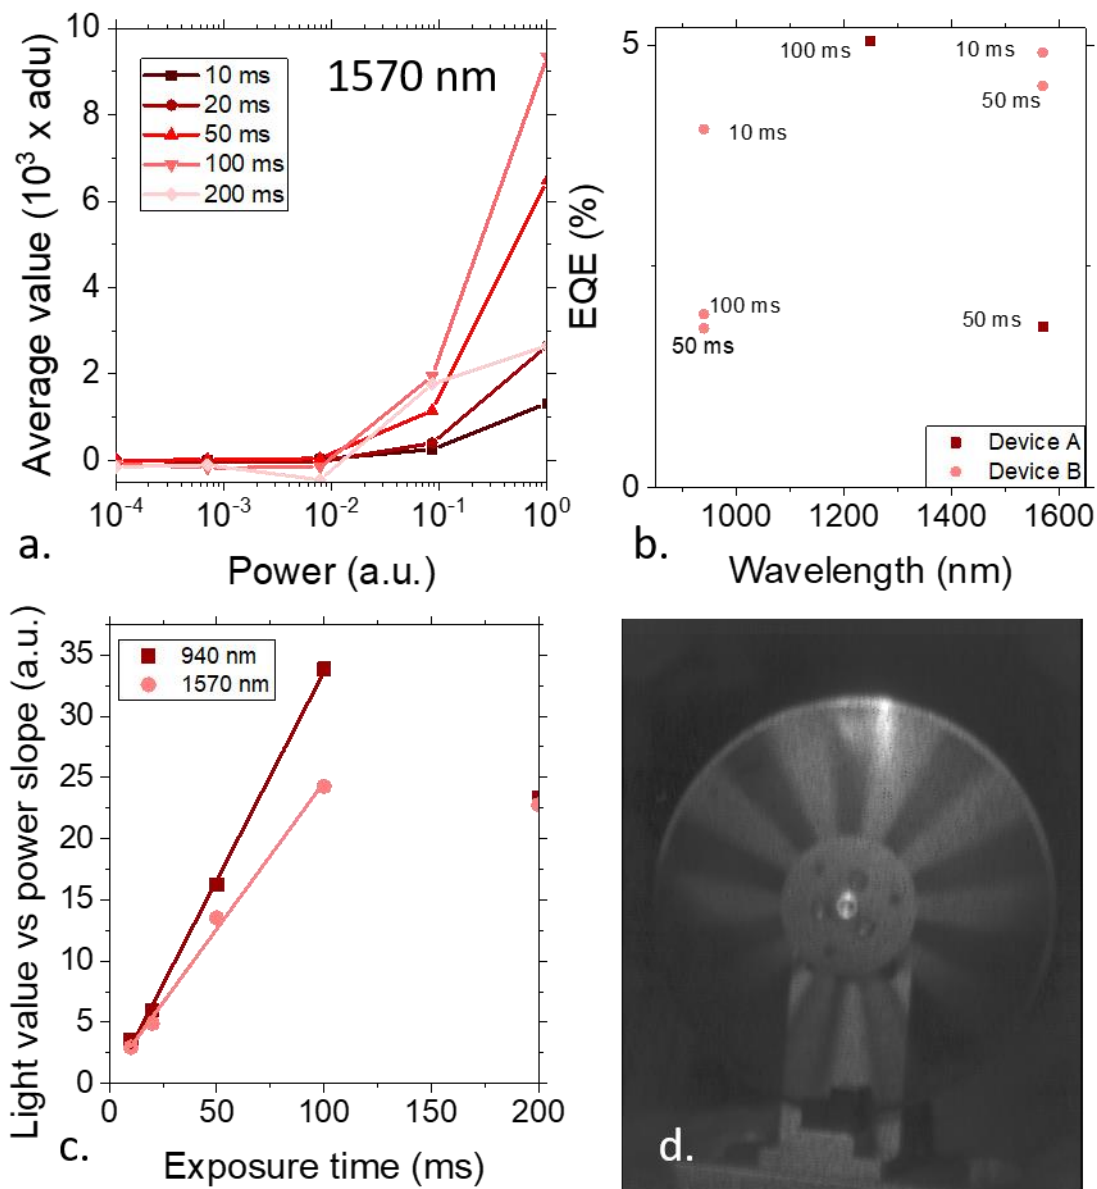 10
8
6
4
2
0
Average value (10³ x adu)
10 ms
20 ms
50 ms
100 ms
200 ms
1570 nm
10⁻⁴ 10⁻³ 10⁻² 10⁻¹ 10⁰
Power (a.u.)
a.
5
0
EQE (%)
100 ms
10 ms
50 ms
10 ms
100 ms
50 ms
50 ms
Device A
Device B
1000 1200 1400 1600
Wavelength (nm)
b.
35
30
25
20
15
10
5
0
Light value vs power slope (a.u.)
940 nm
1570 nm
0 50 100 150 200
Exposure time (ms)
c.
d.